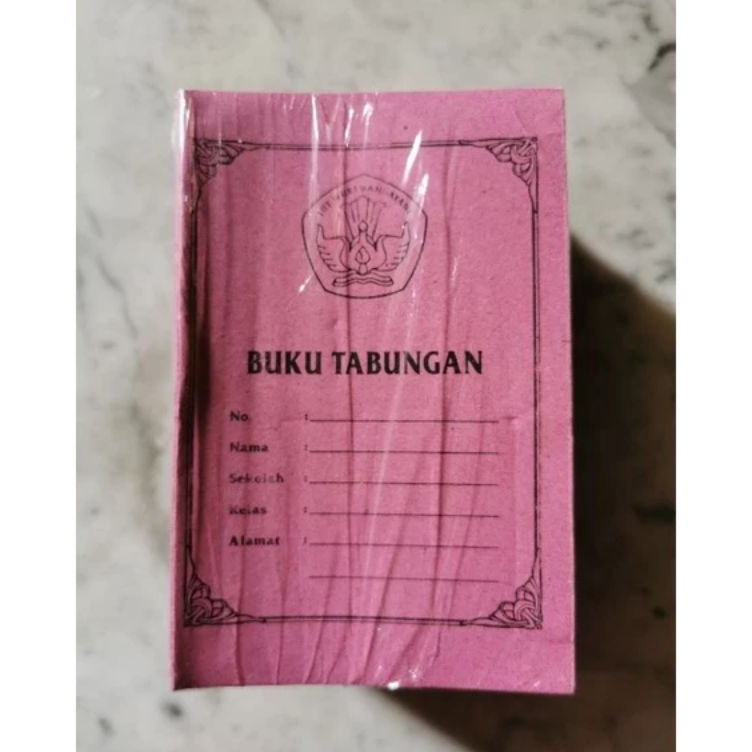 BUKU TABUNGAN
No :
Nama :
Sekolah :
Kelas :
Alamat :